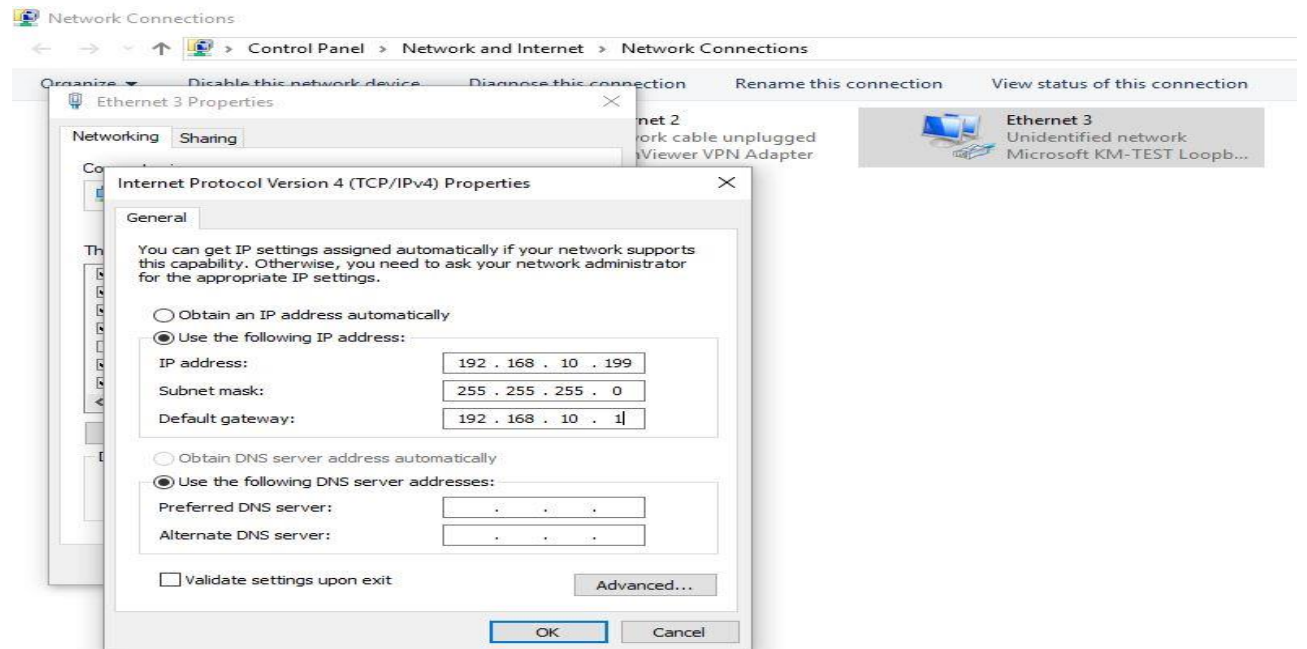 Network Connections
Control Panel > Network and Internet > Network Connections
Organize Disable this network device Diagnose this connection Rename this connection View status of this connection
Ethernet 3 Properties
Networking Sharing
net 2
cable unplugged
Viewer VPN Adapter
Ethernet 3
Unidentified network
Microsoft KM-TEST Loopb...
Internet Protocol Version 4 (TCP/IPv4) Properties
General
You can get IP settings assigned automatically if your network supports
this capability. Otherwise, you need to ask your network administrator
for the appropriate IP settings.
Obtain an IP address automatically
Use the following IP address:
IP address: 192 . 168 . 10 . 199
Subnet mask: 255 . 255 . 255 . 0
Default gateway: 192 . 168 . 10 . 1
Obtain DNS server address automatically
Use the following DNS server addresses:
Preferred DNS server: . . .
Alternate DNS server: . . .
Validate settings upon exit
Advanced...
OK Cancel